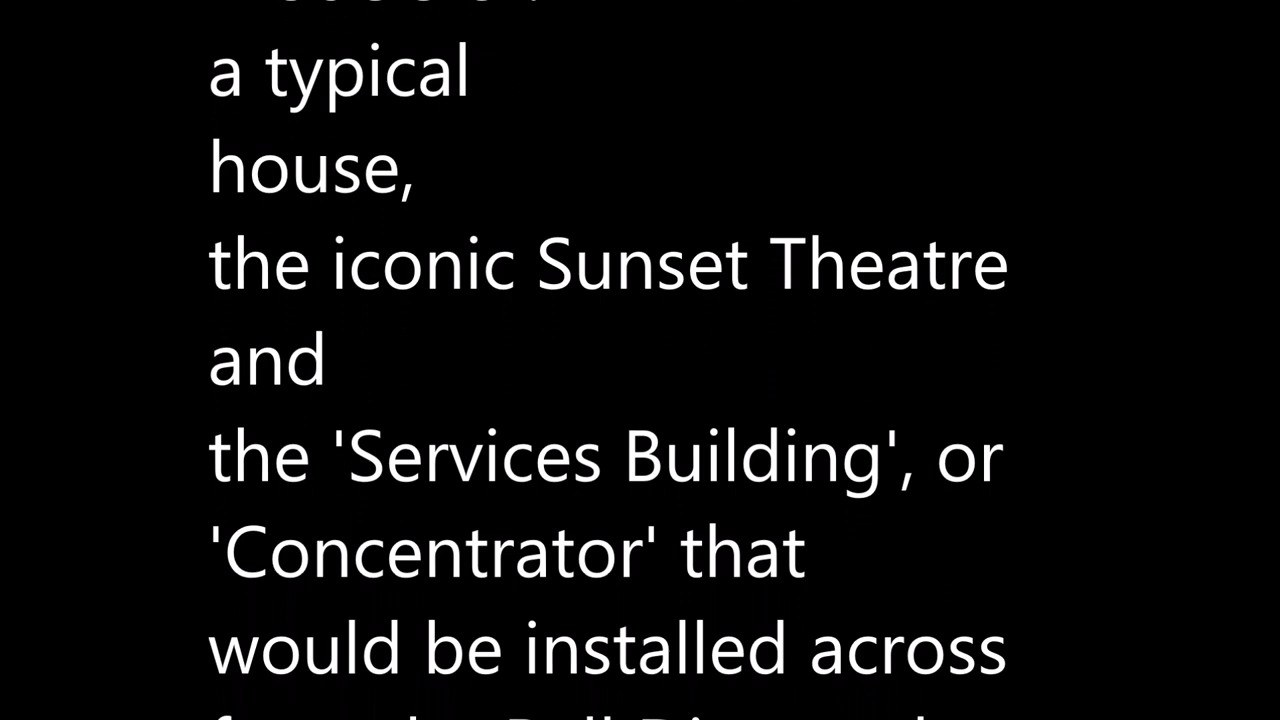 a typical
house,
the iconic Sunset Theatre
and
the 'Services Building', or
'Concentrator' that
would be installed across